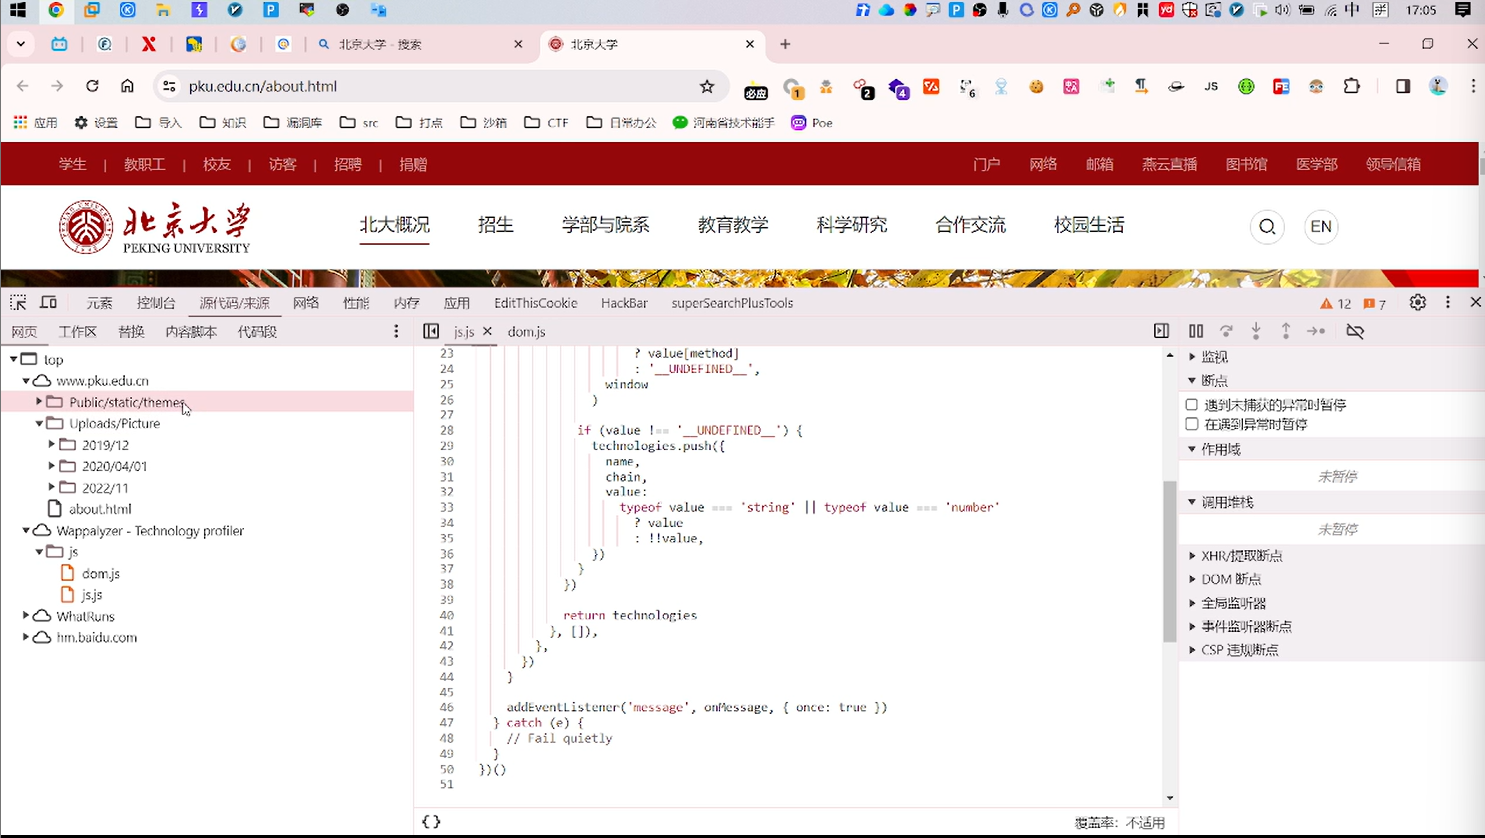 中
拼
17:05
北京大学 - 搜索
北京大学
pku.edu.cn/about.html
必应
1
2
4
6
JS
应用
设置
导入
知识
漏洞库
src
打点
沙箱
CTF
日常办公
河南省技术能手
Poe
学生 | 教职工 | 校友 | 访客 | 招聘 | 捐赠
门户 网络 邮箱 燕云直播 图书馆 医学部 领导信箱
北京大学
PEKING UNIVERSITY
北大概况 招生 学部与院系 教育教学 科学研究 合作交流 校园生活
EN
元素 控制台 源代码/来源 网络 性能 内存 应用 EditThisCookie HackBar superSearchPlusTools
12
7
网页 工作区 替换 内容脚本 代码段
js.js
dom.js
top
www.pku.edu.cn
Public/static/themes
Uploads/Picture
2019/12
2020/04/01
2022/11
about.html
Wappalyzer - Technology profiler
js
dom.js
js.js
WhatRuns
hm.baidu.com
23 ? value[method]
24 : '__UNDEFINED__',
25 window
26 )
27
28 if (value !== '__UNDEFINED__') {
29 technologies.push({
30 name,
31 chain,
32 value:
33 typeof value === 'string' || typeof value === 'number'
34 ? value
35 : !!value,
36 })
37 }
38 })
39
40 return technologies
41 }, []),
42 },
43 })
44 }
45
46 addEventListener('message', onMessage, { once: true })
47 } catch (e) {
48 // Fail quietly
49 }
50 })()
51
{}
覆盖率：不适用
监视
断点
遇到未捕获的异常时暂停
在遇到异常时暂停
作用域
未暂停
调用堆栈
未暂停
XHR/提取断点
DOM 断点
全局监听器
事件监听器断点
CSP 违规断点